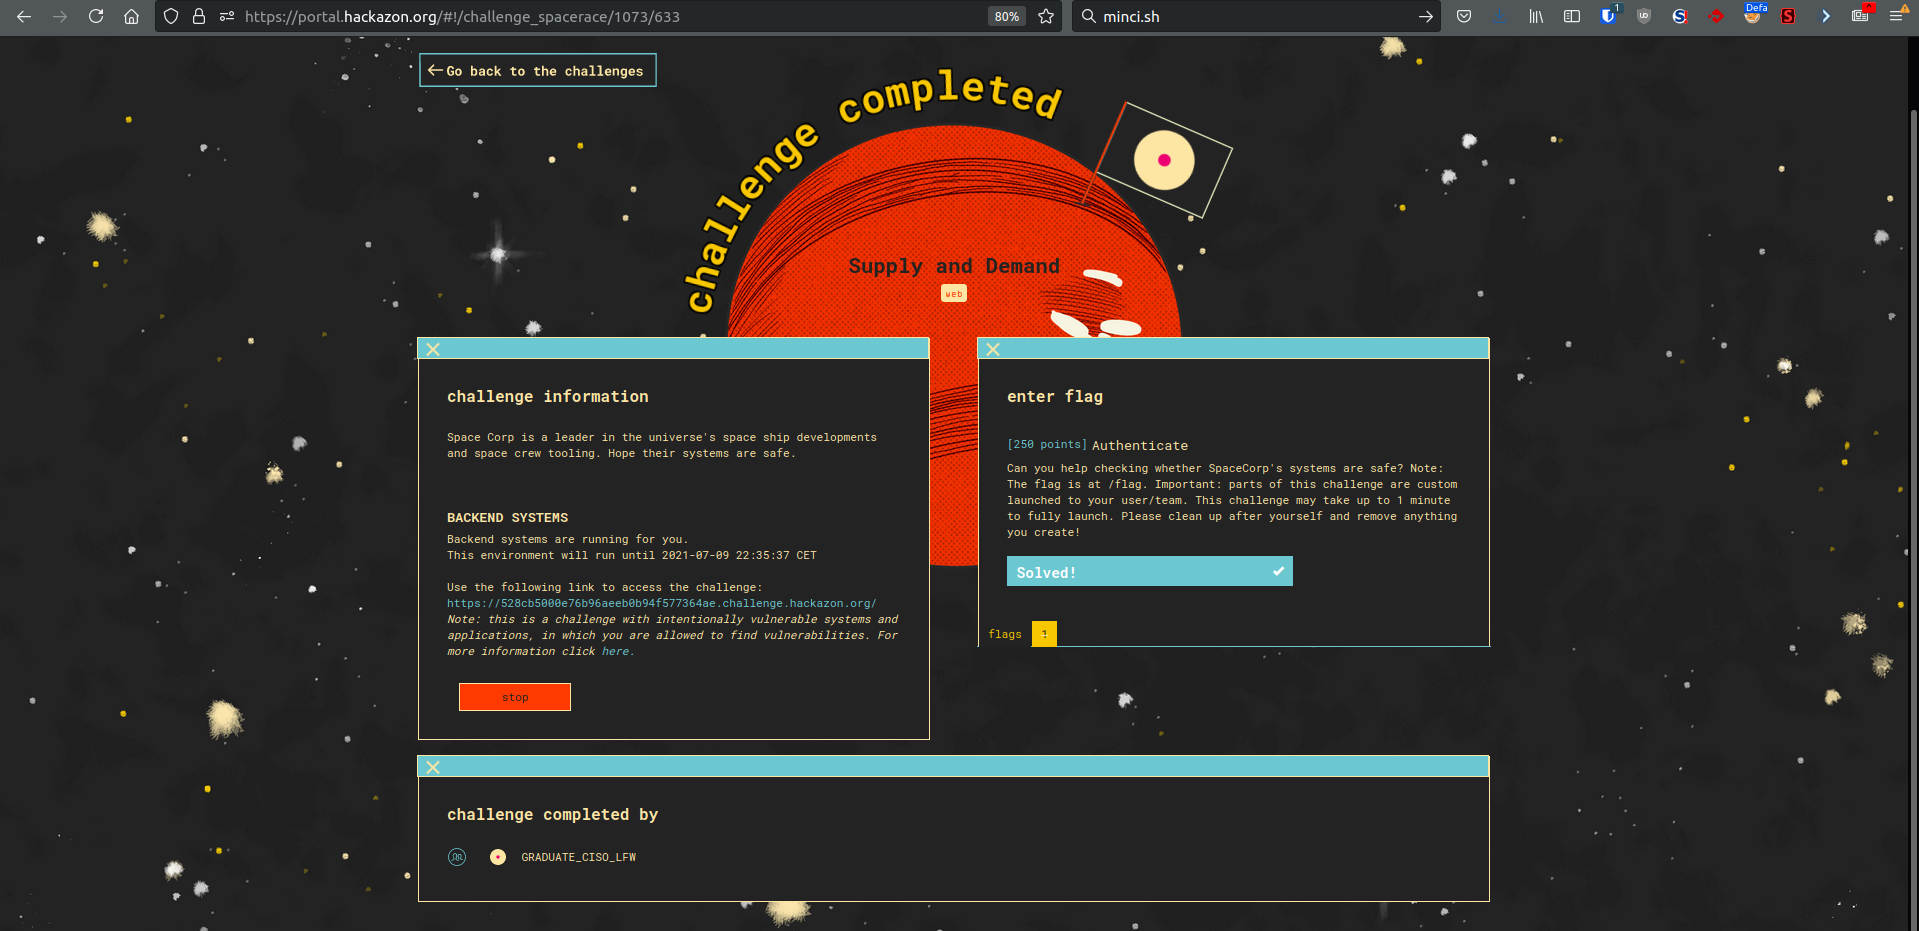 https://portal.hackazon.org/#!/challenge_spacerace/1073/633
80%
minci.sh
1
Defa
Go back to the challenges
challenge completed
Supply and Demand
web
challenge information
Space Corp is a leader in the universe's space ship developments
and space crew tooling. Hope their systems are safe.
BACKEND SYSTEMS
Backend systems are running for you.
This environment will run until 2021-07-09 22:35:37 CET
Use the following link to access the challenge:
https://528cb5000e76b96aeeb0b94f577364ae.challenge.hackazon.org/
Note: this is a challenge with intentionally vulnerable systems and
applications, in which you are allowed to find vulnerabilities. For
more information click here.
stop
enter flag
[250 points] Authenticate
Can you help checking whether SpaceCorp's systems are safe? Note:
The flag is at /flag. Important: parts of this challenge are custom
launched to your user/team. This challenge may take up to 1 minute
to fully launch. Please clean up after yourself and remove anything
you create!
Solved!
flags 1
challenge completed by
GRADUATE_CISO_LFW